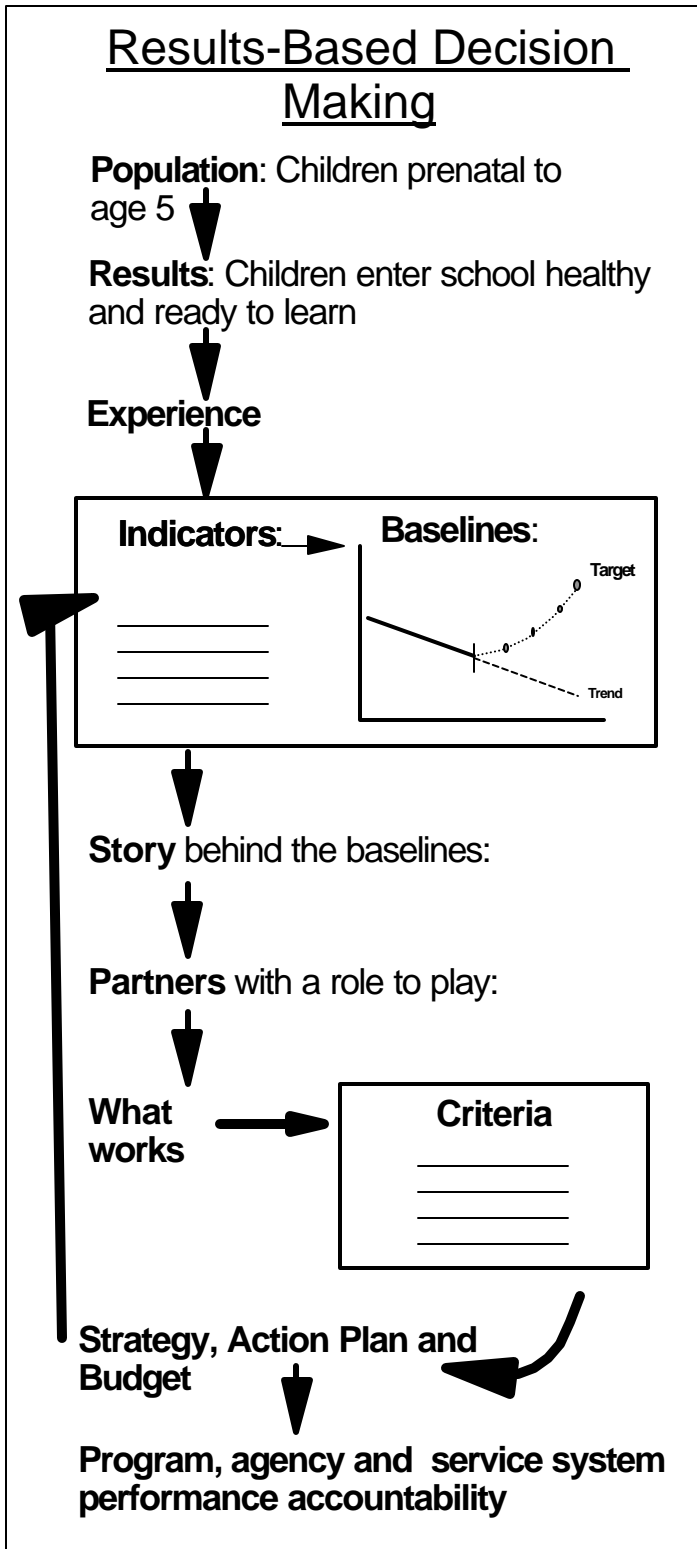 Results-Based Decision
Making
Population: Children prenatal to
age 5
Results: Children enter school healthy
and ready to learn
Experience
Indicators:
Baselines:
Target
Trend
Story behind the baselines:
Partners with a role to play:
What
works
Criteria
Strategy, Action Plan and
Budget
Program, agency and service system
performance accountability